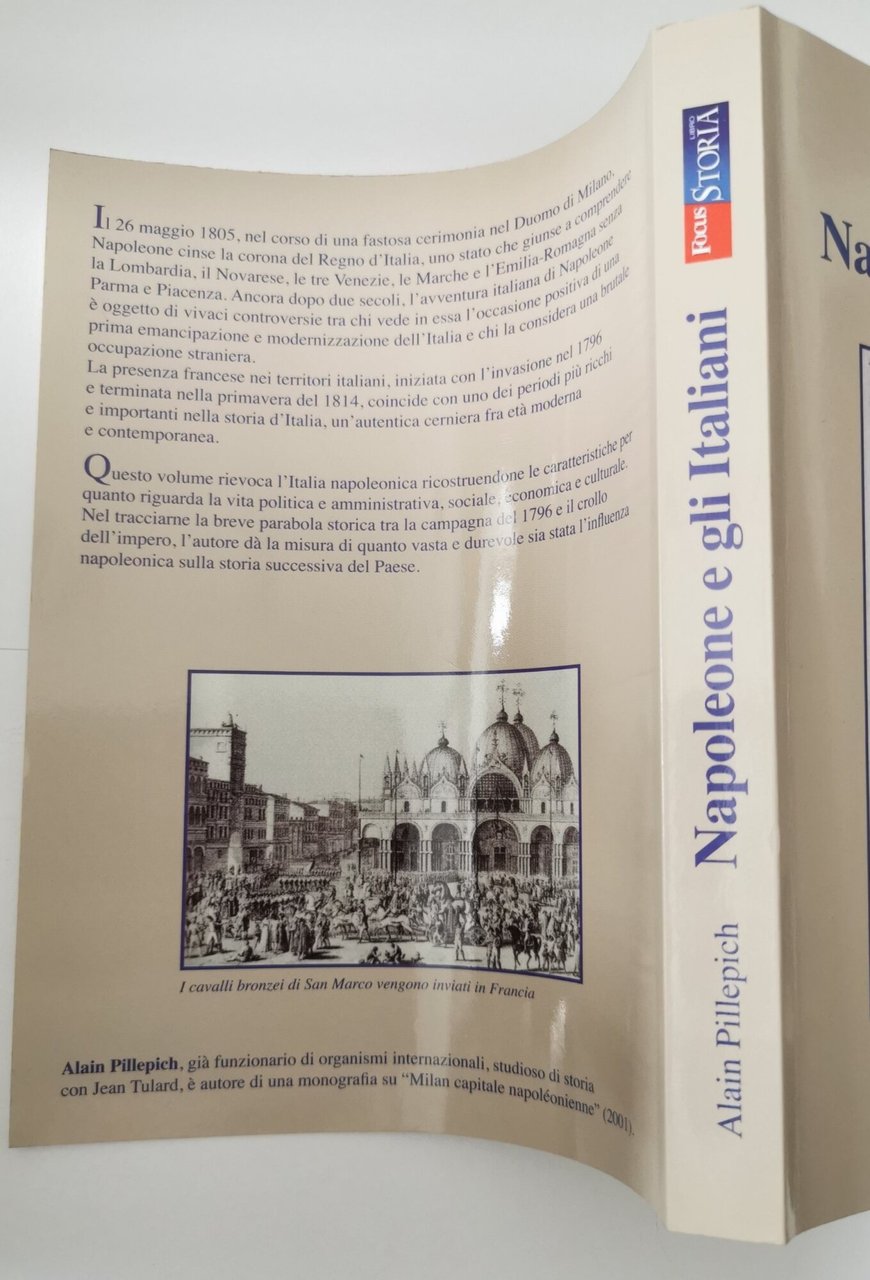 Il 26 maggio 1805, nel corso di una fastosa cerimonia nel Duomo di Milano,
Napoleone cinse la corona del Regno d'Italia, uno stato che giunse a comprendere
la Lombardia, il Novarese, le tre Venezie, le Marche e l'Emilia-Romagna senza
Parma e Piacenza. Ancora dopo due secoli, l'avventura italiana di Napoleone
è oggetto di vivaci controversie tra chi vede in essa l'occasione positiva di una
prima emancipazione e modernizzazione dell'Italia e chi la considera una brutale
occupazione straniera.
La presenza francese nei territori italiani, iniziata con l'invasione nel 1796
e terminata nella primavera del 1814, coincide con uno dei periodi più ricchi
e importanti nella storia d'Italia, un'autentica cerniera fra età moderna
e contemporanea.
Questo volume rievoca l'Italia napoleonica ricostruendone le caratteristiche per
quanto riguarda la vita politica e amministrativa, sociale, economica e culturale.
Nel tracciarne la breve parabola storica tra la campagna del 1796 e il crollo
dell'impero, l'autore dà la misura di quanto vasta e durevole sia stata l'influenza
napoleonica sulla storia successiva del Paese.
I cavalli bronzei di San Marco vengono inviati in Francia
Alain Pillepich, già funzionario di organismi internazionali, studioso di storia
con Jean Tulard, è autore di una monografia su "Milan capitale napoléonienne" (2001).
Alain Pillepich Napoleone e gli Italiani
Focus STORIA
LIBRO
Na